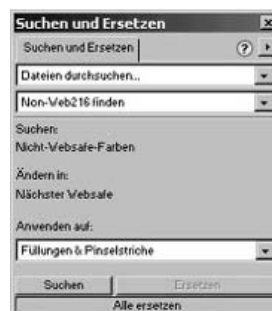 Suchen und Ersetzen
Suchen und Ersetzen
Dateien durchsuchen...
Non-Web216 finden
Suchen:
Nicht-Websafe-Farben
Ändern in:
Nächster Websafe
Anwenden auf:
Füllungen & Pinselstriche
Suchen Ersetzen
Alle ersetzen